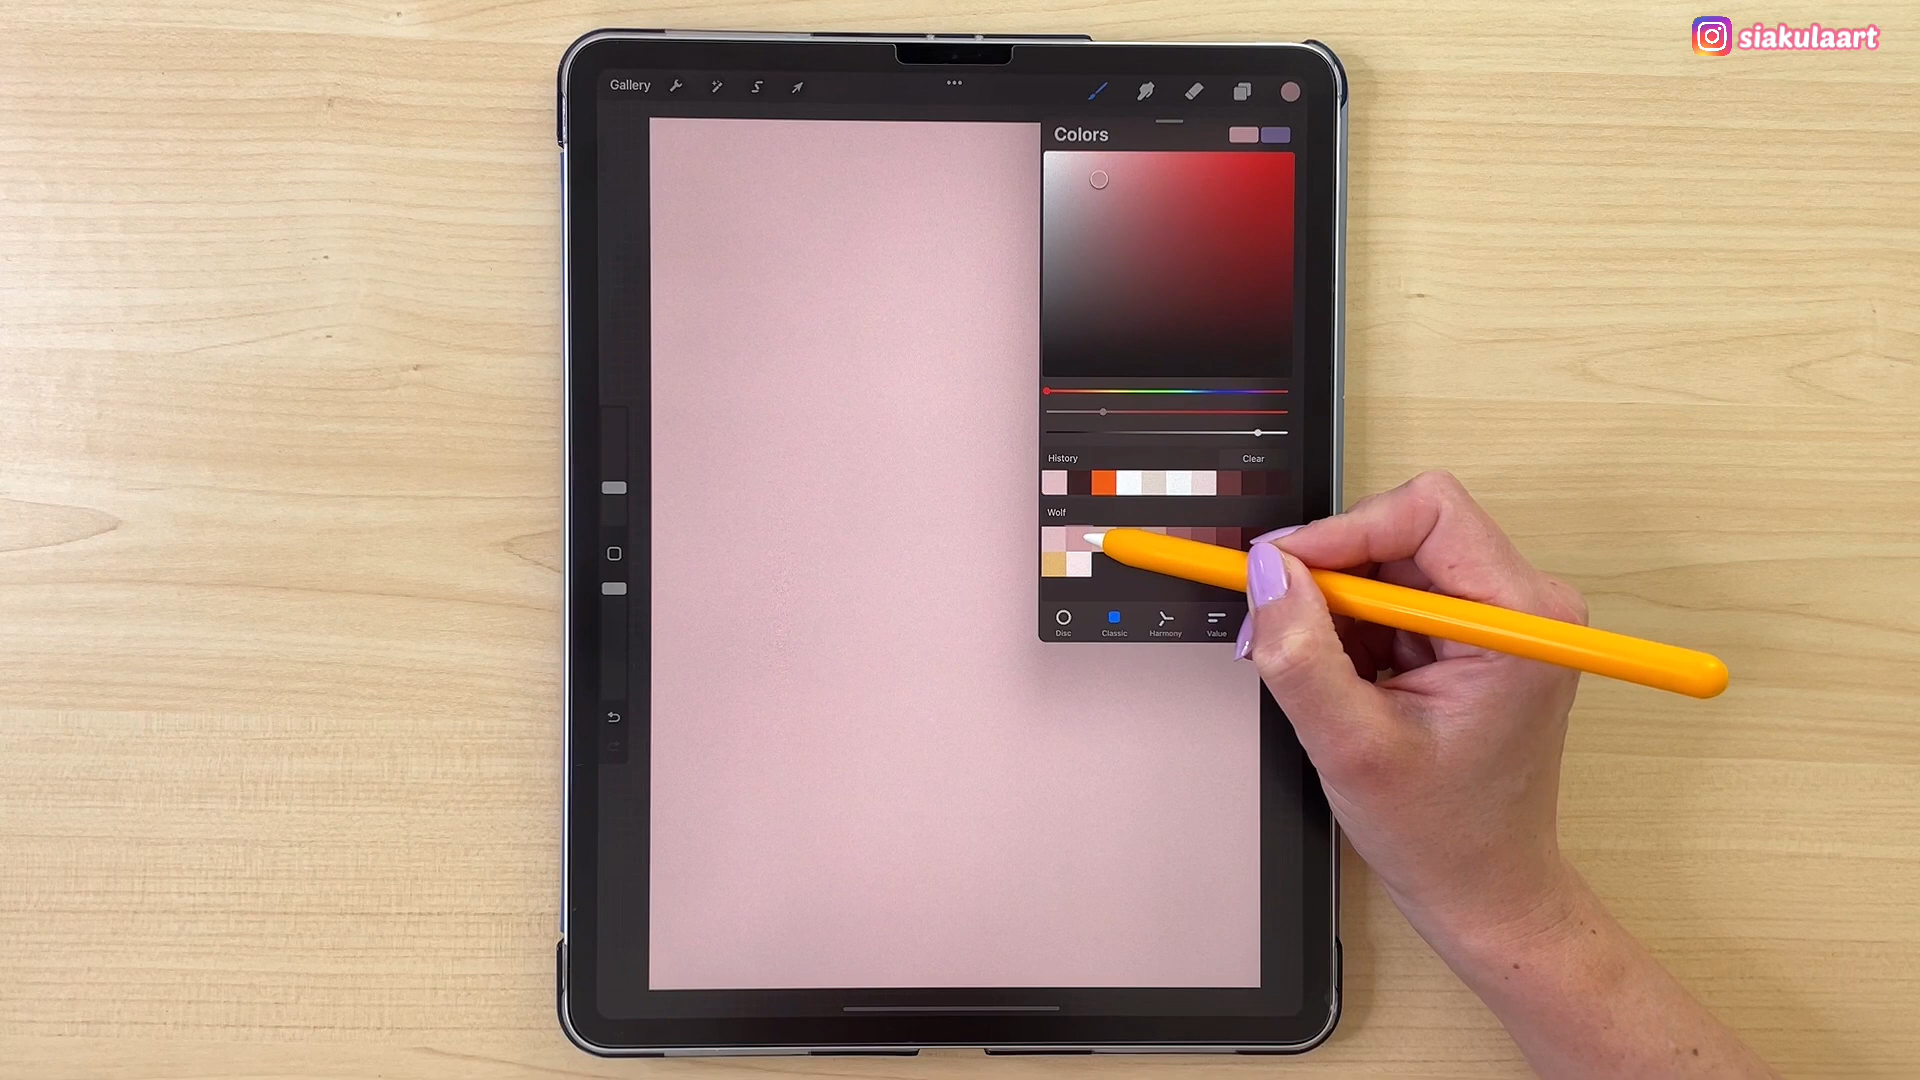 siakulaart
Gallery
Colors
History
Clear
Wolf
Disc
Classic
Harmony
Value